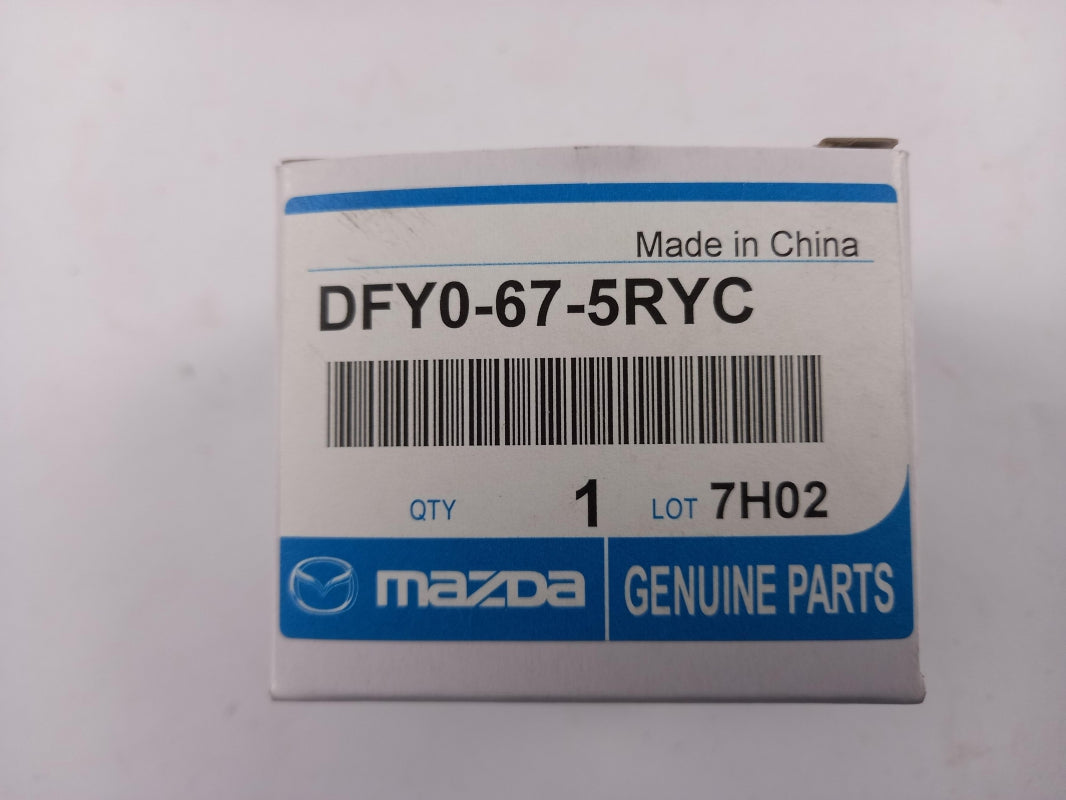 Made in China
DFY0-67-5RYC
QTY 1 LOT 7H02
mazda GENUINE PARTS